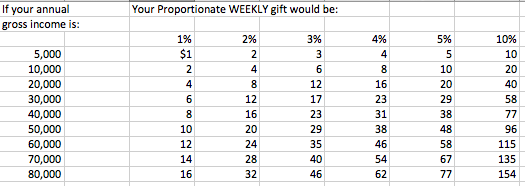 If your annual Your Proportionate WEEKLY gift would be:
gross income is:
1% 2% 3% 4% 5% 10%
5,000 $1 2 3 4 5 10
10,000 2 4 6 8 10 20
20,000 4 8 12 16 20 40
30,000 6 12 17 23 29 58
40,000 8 16 23 31 38 77
50,000 10 20 29 38 48 96
60,000 12 24 35 46 58 115
70,000 14 28 40 54 67 135
80,000 16 32 46 62 77 154